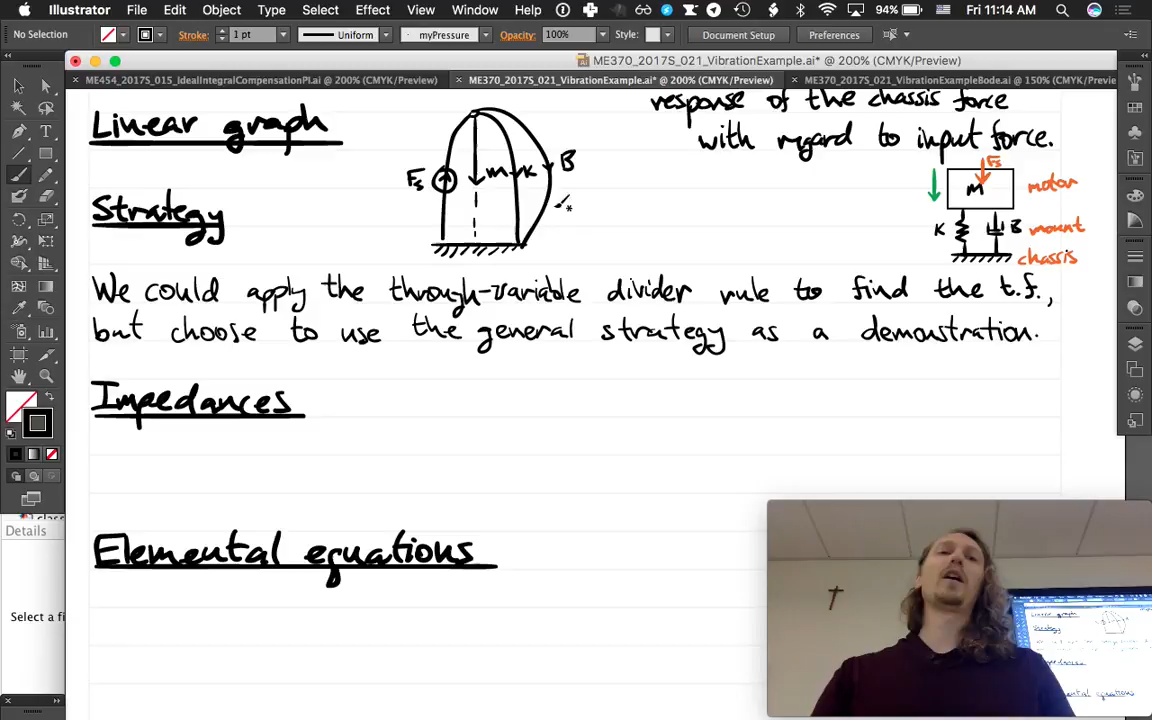 Illustrator File Edit Object Type Select Effect View Window Help 94% Fri 11:14 AM
No Selection Stroke: 1 pt Uniform myPressure Opacity: 100% Style: Document Setup Preferences
ME370_2017S_021_VibrationExample.ai* @ 200% (CMYK/Preview)
ME454_2017S_015_IdealIntegralCompensationPI.ai @ 200% (CMYK/Preview) ME370_2017S_021_VibrationExample.ai* @ 200% (CMYK/Preview) ME370_2017S_021_VibrationExampleBode.ai @ 150% (CMYK/Preview)
response of the chassis force
with regard to input force.
Linear graph
Fs m K B
Fs
m motor
K B mount
chassis
Strategy
We could apply the through-variable divider rule to find the t.f.,
but choose to use the general strategy as a demonstration.
Impedances
Elemental equations
Details
Select a fi